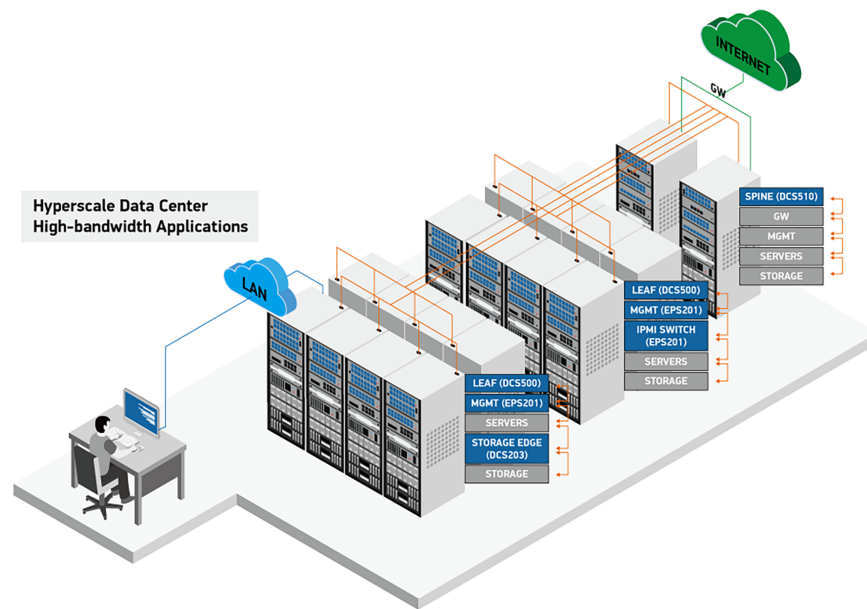 INTERNET
GW
Hyperscale Data Center
High-bandwidth Applications
SPINE (DCS510)
GW
MGMT
SERVERS
STORAGE
LAN
LEAF (DCS500)
MGMT (EPS201)
IPMI SWITCH
(EPS201)
SERVERS
STORAGE
LEAF (DCS500)
MGMT (EPS201)
SERVERS
STORAGE EDGE
(DCS203)
STORAGE